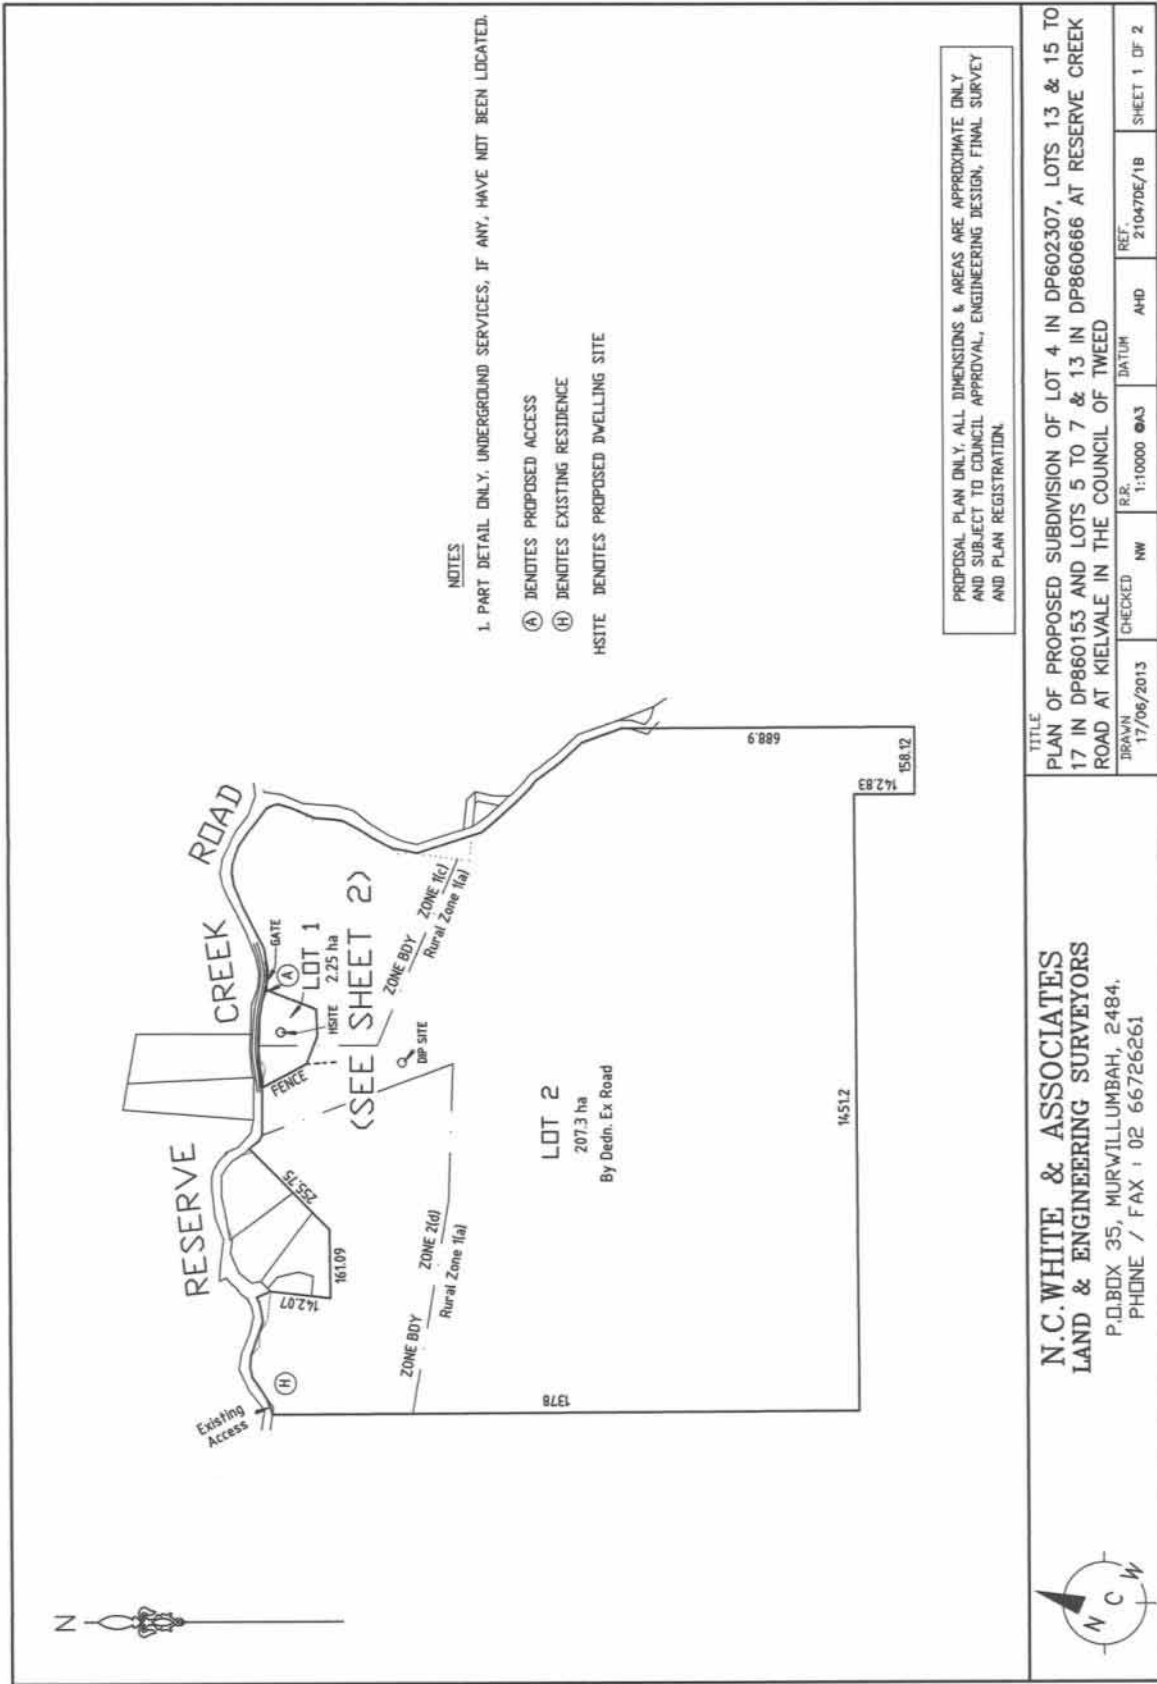 N
RESERVE CREEK ROAD
Existing
Access
H
142.07
161.09
255.75
FENCE
HSITE
A
GATE
LOT 1
2.25 ha
(SEE SHEET 2)
DIP SITE
ZONE BDY ZONE 1(c)
Rural Zone 1(a)
ZONE BDY ZONE 2(d)
Rural Zone 1(a)
LOT 2
207.3 ha
By Dedn. Ex Road
1378
1451.2
142.83
158.12
688.9
NOTES
1. PART DETAIL ONLY. UNDERGROUND SERVICES, IF ANY, HAVE NOT BEEN LOCATED.
A DENOTES PROPOSED ACCESS
H DENOTES EXISTING RESIDENCE
HSITE DENOTES PROPOSED DWELLING SITE
PROPOSAL PLAN ONLY. ALL DIMENSIONS & AREAS ARE APPROXIMATE ONLY
AND SUBJECT TO COUNCIL APPROVAL, ENGIINEERING DESIGN, FINAL SURVEY
AND PLAN REGISTRATION.
N C W
N.C.WHITE & ASSOCIATES
LAND & ENGINEERING SURVEYORS
P.O.BOX 35, MURWILLUMBAH, 2484.
PHONE / FAX : 02 66726261
TITLE
PLAN OF PROPOSED SUBDIVISION OF LOT 4 IN DP602307, LOTS 13 & 15 TO
17 IN DP860153 AND LOTS 5 TO 7 & 13 IN DP860666 AT RESERVE CREEK
ROAD AT KIELVALE IN THE COUNCIL OF TWEED
DRAWN 17/06/2013
CHECKED NW
R.R. 1:10000 @A3
DATUM AHD
REF. 21047DE/1B
SHEET 1 OF 2